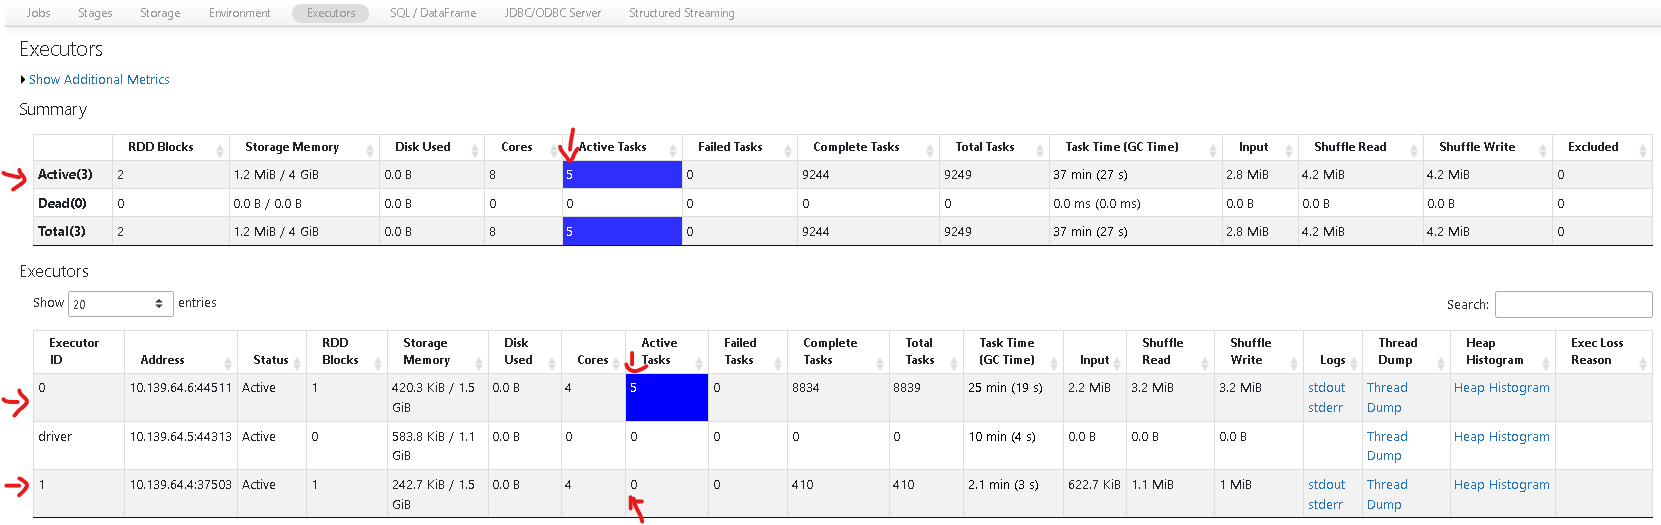 Jobs Stages Storage Environment Executors SQL / DataFrame JDBC/ODBC Server Structured Streaming
Executors
Show Additional Metrics
Summary
RDD Blocks Storage Memory Disk Used Cores Active Tasks Failed Tasks Complete Tasks Total Tasks Task Time (GC Time) Input Shuffle Read Shuffle Write Excluded
Active(3) 2 1.2 MiB / 4 GiB 0.0 B 8 5 0 9244 9249 37 min (27 s) 2.8 MiB 4.2 MiB 4.2 MiB 0
Dead(0) 0 0.0 B / 0.0 B 0.0 B 0 0 0 0 0 0.0 ms (0.0 ms) 0.0 B 0.0 B 0.0 B 0
Total(3) 2 1.2 MiB / 4 GiB 0.0 B 8 5 0 9244 9249 37 min (27 s) 2.8 MiB 4.2 MiB 4.2 MiB 0
Executors
Show 20 entries Search:
Executor RDD Storage Disk Active Failed Complete Total Task Time Shuffle Shuffle Thread Heap Exec Loss
ID Address Status Blocks Memory Used Cores Tasks Tasks Tasks Tasks (GC Time) Input Read Write Logs Dump Histogram Reason
0 10.139.64.6:44511 Active 1 420.3 KiB / 1.5 0.0 B 4 5 0 8834 8839 25 min (19 s) 2.2 MiB 3.2 MiB 3.2 MiB stdout Thread Heap Histogram
GiB stderr Dump
driver 10.139.64.5:44313 Active 0 583.8 KiB / 1.1 0.0 B 0 0 0 0 0 10 min (4 s) 0.0 B 0.0 B 0.0 B Thread Heap Histogram
GiB Dump
1 10.139.64.4:37503 Active 1 242.7 KiB / 1.5 0.0 B 4 0 0 410 410 2.1 min (3 s) 622.7 KiB 1.1 MiB 1 MiB stdout Thread Heap Histogram
GiB stderr Dump